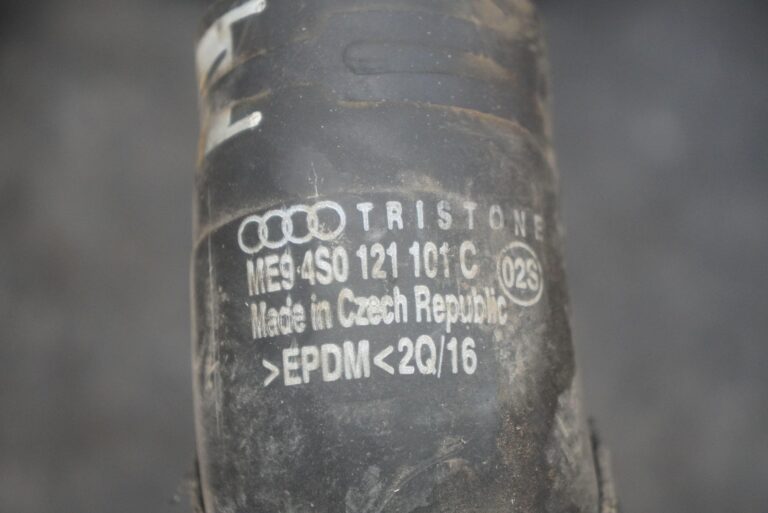 TRISTONE
ME9 4S0 121 101 C 02S
Made in Czech Republic
>EPDM<2Q/16